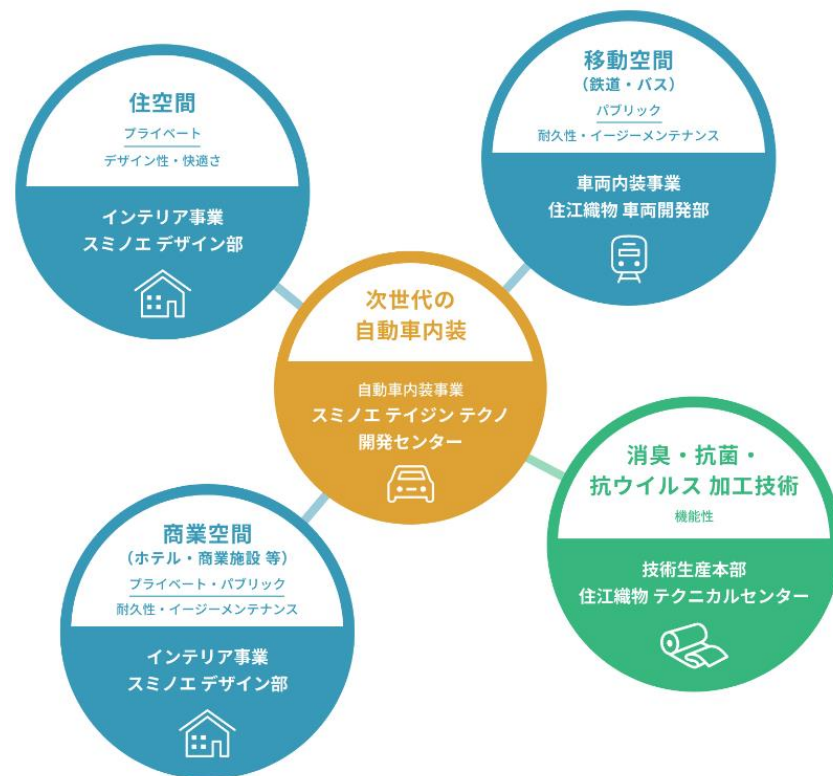 住空間
プライベート
デザイン性・快適さ
インテリア事業
スミノエ デザイン部
移動空間
（鉄道・バス）
パブリック
耐久性・イージーメンテナンス
車両内装事業
住江織物 車両開発部
次世代の
自動車内装
自動車内装事業
スミノエ テイジン テクノ
開発センター
消臭・抗菌・
抗ウイルス 加工技術
機能性
技術生産本部
住江織物 テクニカルセンター
商業空間
（ホテル・商業施設 等）
プライベート・パブリック
耐久性・イージーメンテナンス
インテリア事業
スミノエ デザイン部